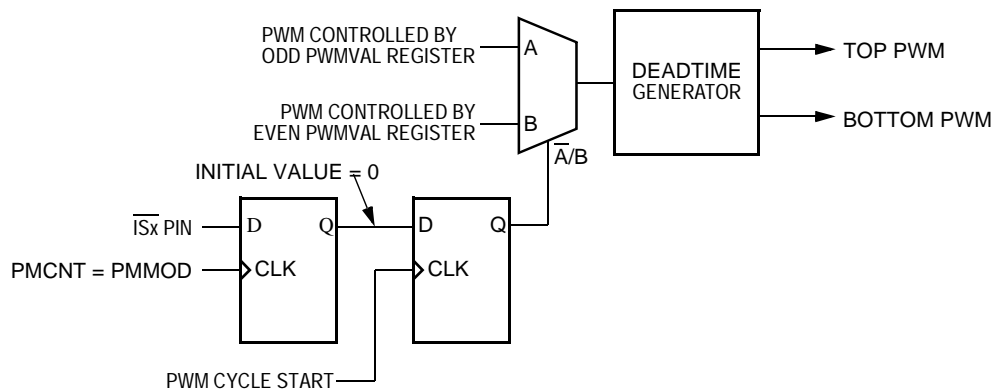 PWM CONTROLLED BY
ODD PWMVAL REGISTER
A
DEADTIME
GENERATOR
TOP PWM
PWM CONTROLLED BY
EVEN PWMVAL REGISTER
B
BOTTOM PWM
A̅/B
INITIAL VALUE = 0
I̅S̅x̅ PIN
D
Q
D
Q
PMCNT = PMMOD
CLK
CLK
PWM CYCLE START